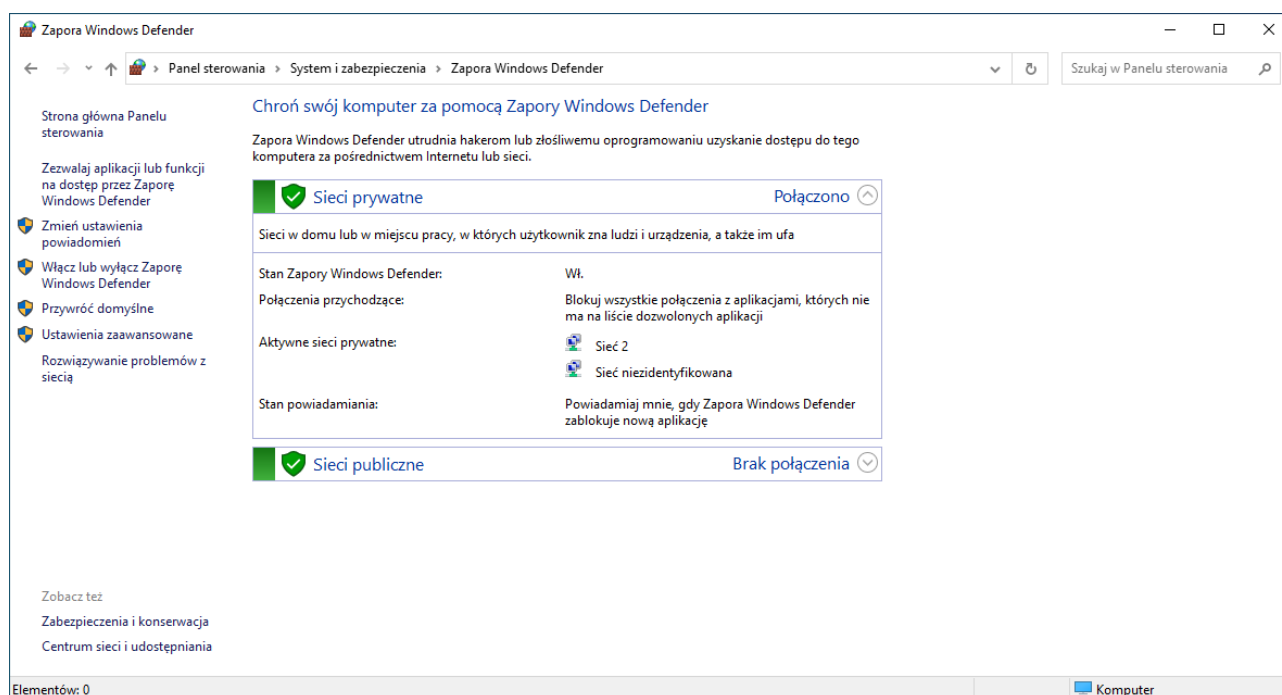 Zapora Windows Defender
Panel sterowania › System i zabezpieczenia › Zapora Windows Defender
Szukaj w Panelu sterowania
Strona główna Panelu
sterowania
Zezwalaj aplikacji lub funkcji
na dostęp przez Zaporę
Windows Defender
Zmień ustawienia
powiadomień
Włącz lub wyłącz Zaporę
Windows Defender
Przywróć domyślne
Ustawienia zaawansowane
Rozwiązywanie problemów z
siecią
Chroń swój komputer za pomocą Zapory Windows Defender
Zapora Windows Defender utrudnia hakerom lub złośliwemu oprogramowaniu uzyskanie dostępu do tego
komputera za pośrednictwem Internetu lub sieci.
Sieci prywatne Połączono
Sieci w domu lub w miejscu pracy, w których użytkownik zna ludzi i urządzenia, a także im ufa
Stan Zapory Windows Defender: Wł.
Połączenia przychodzące: Blokuj wszystkie połączenia z aplikacjami, których nie
ma na liście dozwolonych aplikacji
Aktywne sieci prywatne: Sieć 2
Sieć niezidentyfikowana
Stan powiadamiania: Powiadamiaj mnie, gdy Zapora Windows Defender
zablokuje nową aplikację
Sieci publiczne Brak połączenia
Zobacz też
Zabezpieczenia i konserwacja
Centrum sieci i udostępniania
Elementów: 0 Komputer